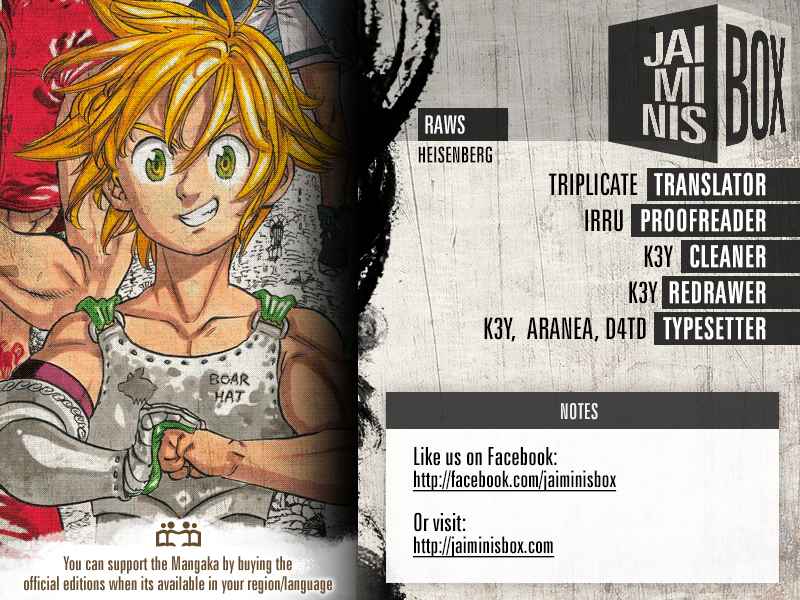 JAI
MI
NIS
BOX
RAWS
HEISENBERG
TRIPLICATE TRANSLATOR
IRRU PROOFREADER
K3Y CLEANER
K3Y REDRAWER
K3Y, ARANEA, D4TD TYPESETTER
BOAR
HAT
NOTES
Like us on Facebook:
http://facebook.com/jaiminisbox
Or visit:
http://jaiminisbox.com
You can support the Mangaka by buying the
official editions when its available in your region/language